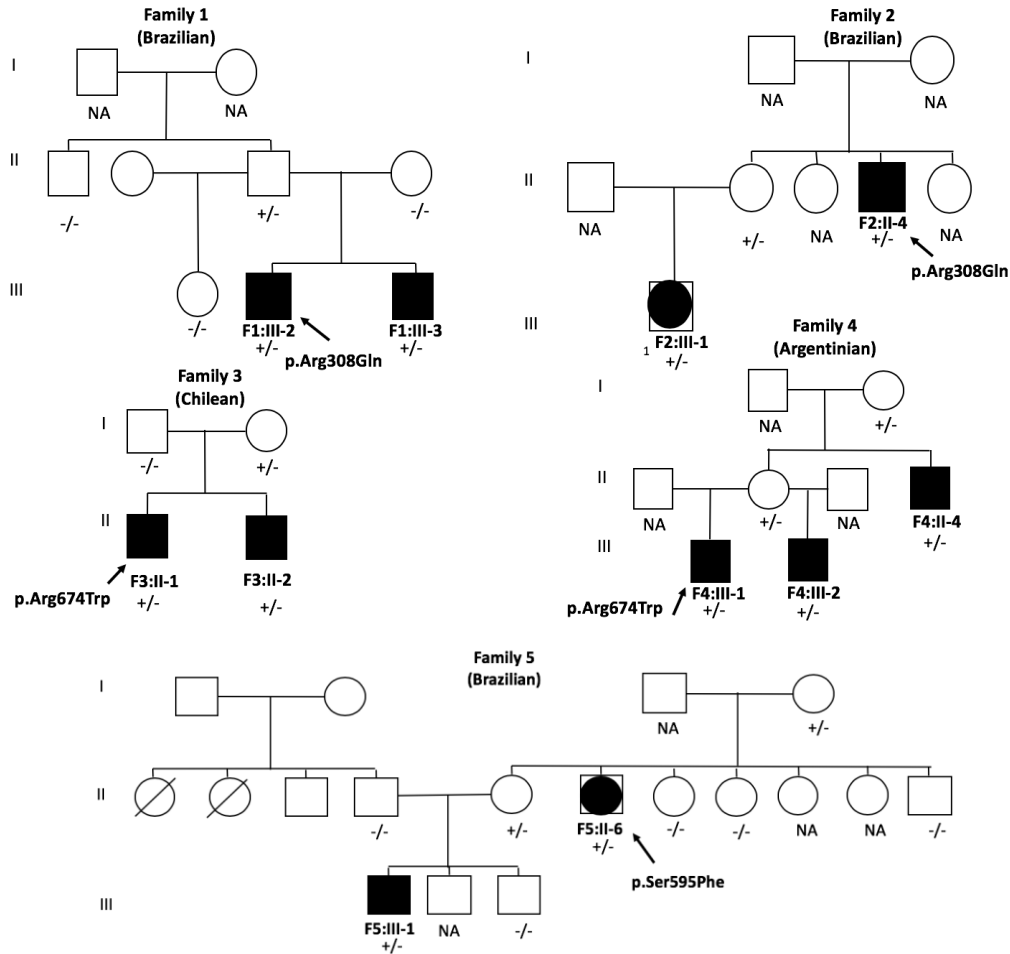 Family 1
(Brazilian)
I
NA
NA
II
-/-
+/-
-/-
III
-/-
F1:III-2
+/-
F1:III-3
+/-
p.Arg308Gln
Family 2
(Brazilian)
I
NA
NA
II
NA
+/-
NA
F2:II-4
+/-
NA
p.Arg308Gln
III
1
F2:III-1
+/-
Family 3
(Chilean)
I
-/-
+/-
II
F3:II-1
+/-
F3:II-2
+/-
p.Arg674Trp
Family 4
(Argentinian)
I
NA
+/-
II
NA
+/-
NA
F4:II-4
+/-
III
F4:III-1
+/-
F4:III-2
+/-
p.Arg674Trp
Family 5
(Brazilian)
I
NA
+/-
II
-/-
+/-
F5:II-6
+/-
-/-
-/-
NA
NA
-/-
p.Ser595Phe
III
F5:III-1
+/-
NA
-/-